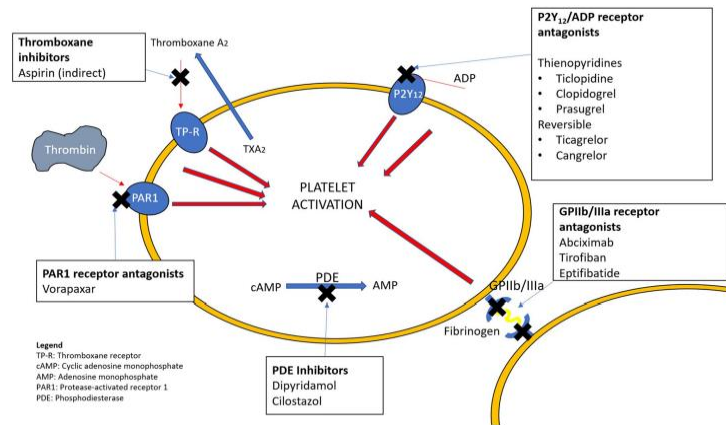 Thromboxane
inhibitors
Aspirin (indirect)
Thromboxane A2
P2Y12/ADP receptor
antagonists
Thienopyridines
• Ticlopidine
• Clopidogrel
• Prasugrel
Reversible
• Ticagrelor
• Cangrelor
ADP
P2Y12
TP-R
TXA2
Thrombin
PAR1
PLATELET
ACTIVATION
GPIIb/IIIa receptor
antagonists
Abciximab
Tirofiban
Eptifibatide
PAR1 receptor antagonists
Vorapaxar
cAMP
PDE
AMP
GPIIb/IIIa
Fibrinogen
PDE Inhibitors
Dipyridamol
Cilostazol
Legend
TP-R: Thromboxane receptor
cAMP: Cyclic adenosine monophosphate
AMP: Adenosine monophosphate
PAR1: Protease-activated receptor 1
PDE: Phosphodiesterase